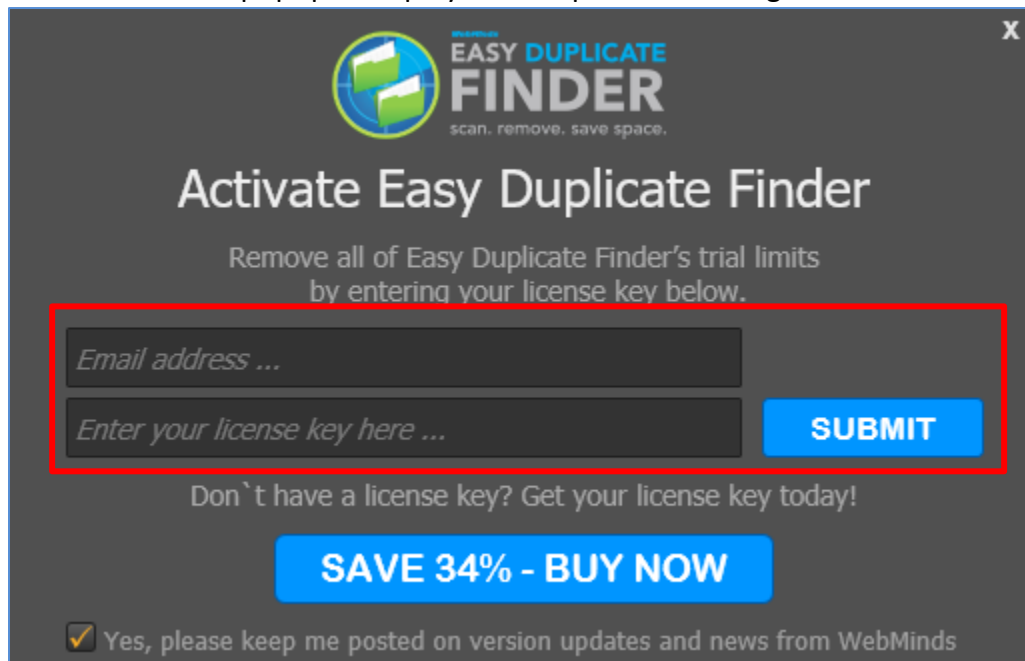 x
EASY DUPLICATE
FINDER
scan. remove. save space.
Activate Easy Duplicate Finder
Remove all of Easy Duplicate Finder's trial limits
by entering your license key below.
Email address ...
Enter your license key here ...
SUBMIT
Don`t have a license key? Get your license key today!
SAVE 34% - BUY NOW
Yes, please keep me posted on version updates and news from WebMinds